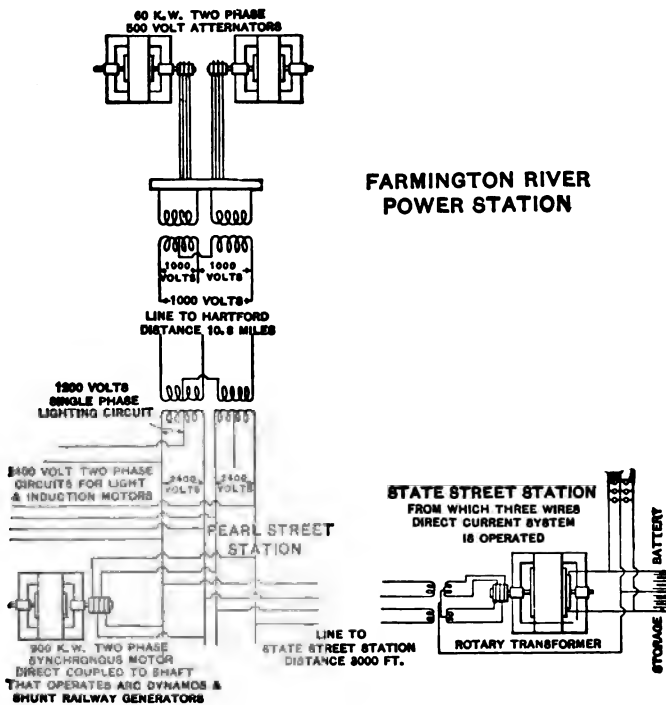 60 K.W. TWO PHASE
500 VOLT ATTERNATORS
FARMINGTON RIVER
POWER STATION
1000 VOLTS
1000 VOLTS
1000 VOLTS
LINE TO HARTFORD
DISTANCE 10.8 MILES
1200 VOLTS
SINGLE PHASE
LIGHTING CIRCUIT
2400 VOLT TWO PHASE
CIRCUITS FOR LIGHT
& INDUCTION MOTORS
2400 VOLTS
2400 VOLTS
PEARL STREET
STATION
STATE STREET STATION
FROM WHICH THREE WIRES
DIRECT CURRENT SYSTEM
IS OPERATED
STORAGE BATTERY
ROTARY TRANSFORMER
LINE TO
STATE STREET STATION
DISTANCE FT.
K.W. TWO PHASE
SYNCHRONOUS MOTOR
DIRECT COUPLED TO SHAFT
THAT OPERATES ARC DYNAMOS &
SHUNT RAILWAY GENERATORS